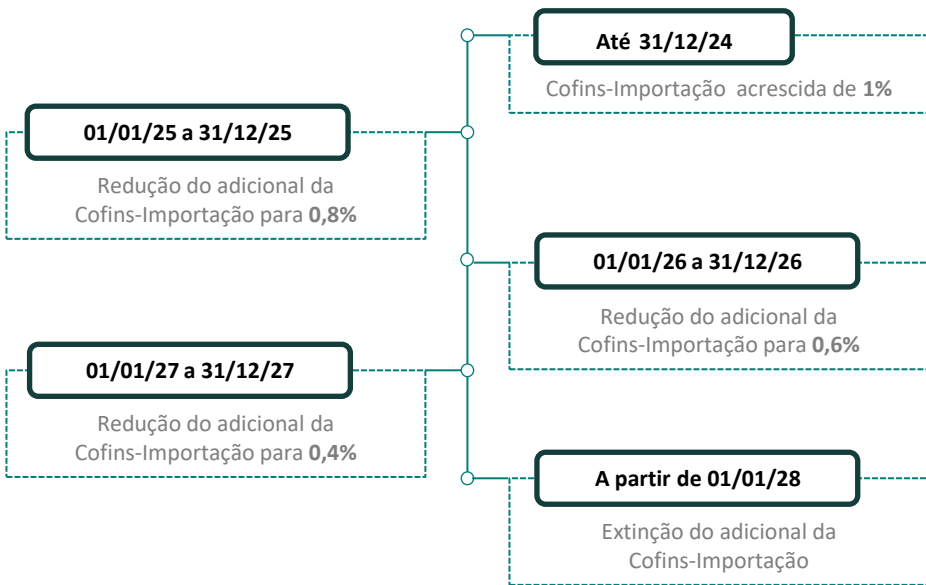 Até 31/12/24
Cofins-Importação acrescida de 1%
01/01/25 a 31/12/25
Redução do adicional da
Cofins-Importação para 0,8%
01/01/26 a 31/12/26
Redução do adicional da
Cofins-Importação para 0,6%
01/01/27 a 31/12/27
Redução do adicional da
Cofins-Importação para 0,4%
A partir de 01/01/28
Extinção do adicional da
Cofins-Importação